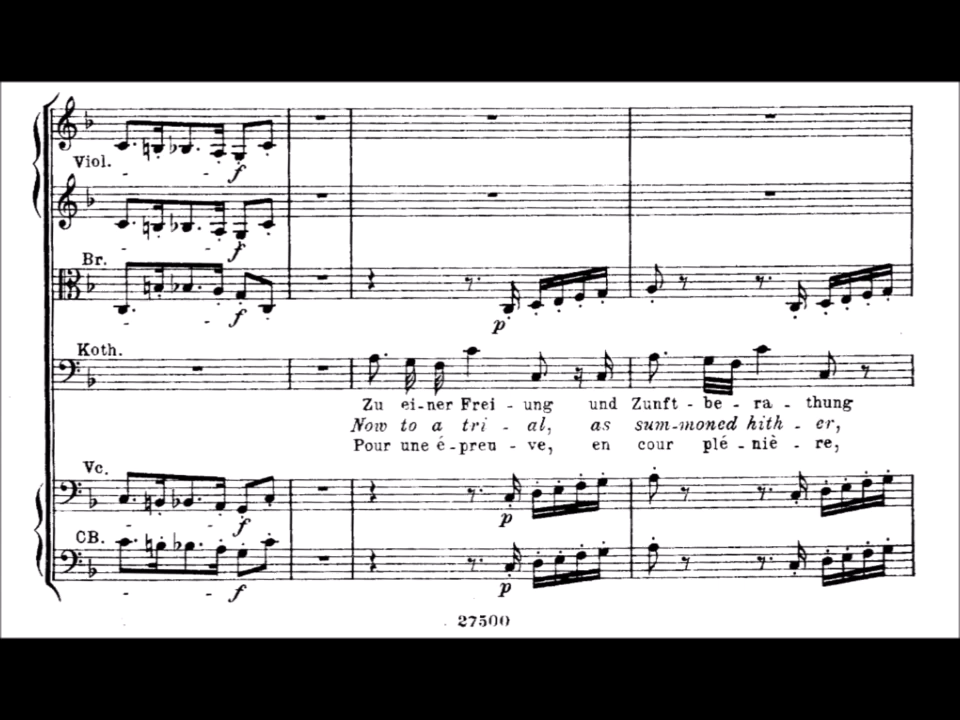 Viol.
f
f
Br.
f
p
Koth.
Zu ei-ner Frei - ung und Zunft - be - ra - thung
Now to a tri - al, as sum-moned hith - er,
Pour une é-preu - ve, en cour plé - niè - re,
Vc.
f
p
CB.
f
p
27500